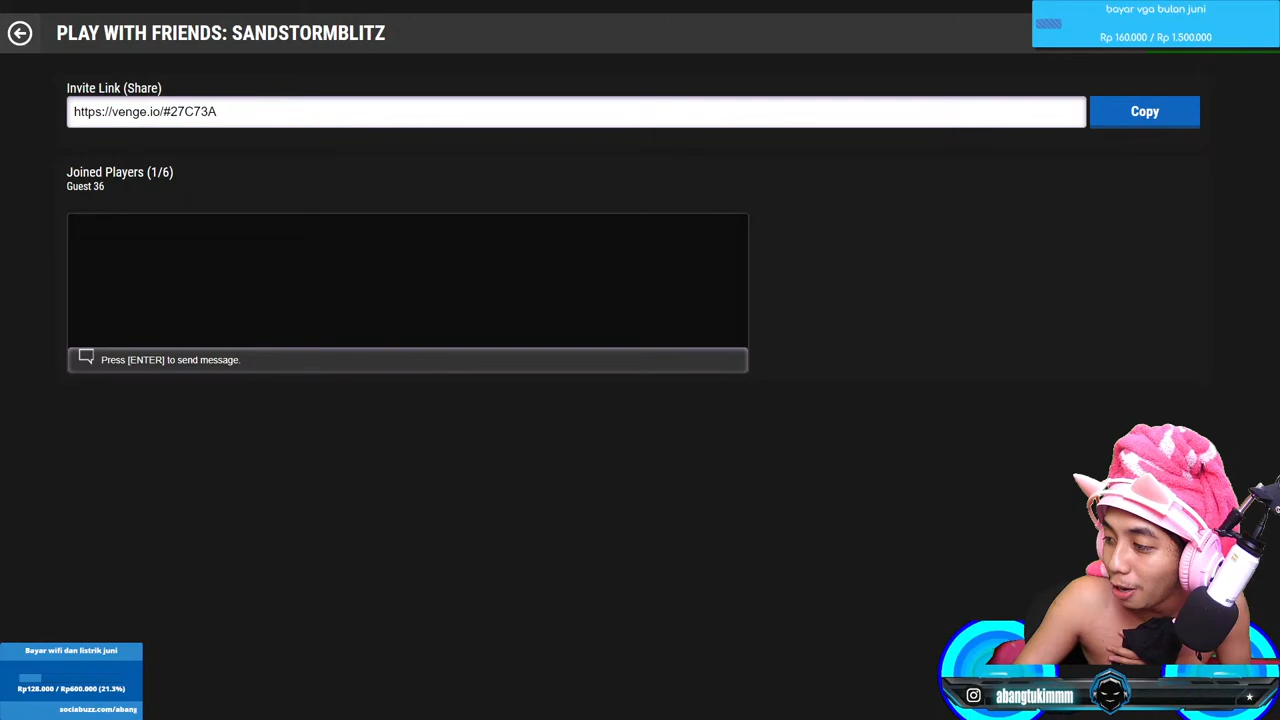 PLAY WITH FRIENDS: SANDSTORMBLITZ
bayar vga bulan juni
Rp 160.000 / Rp 1.500.000
Invite Link (Share)
https://venge.io/#27C73A
Copy
Joined Players (1/6)
Guest 36
Press [ENTER] to send message.
Bayar wifi dan listrik juni
Rp128.000 / Rp600.000 (21.3%)
sociabuzz.com/abang
abangtukimmm